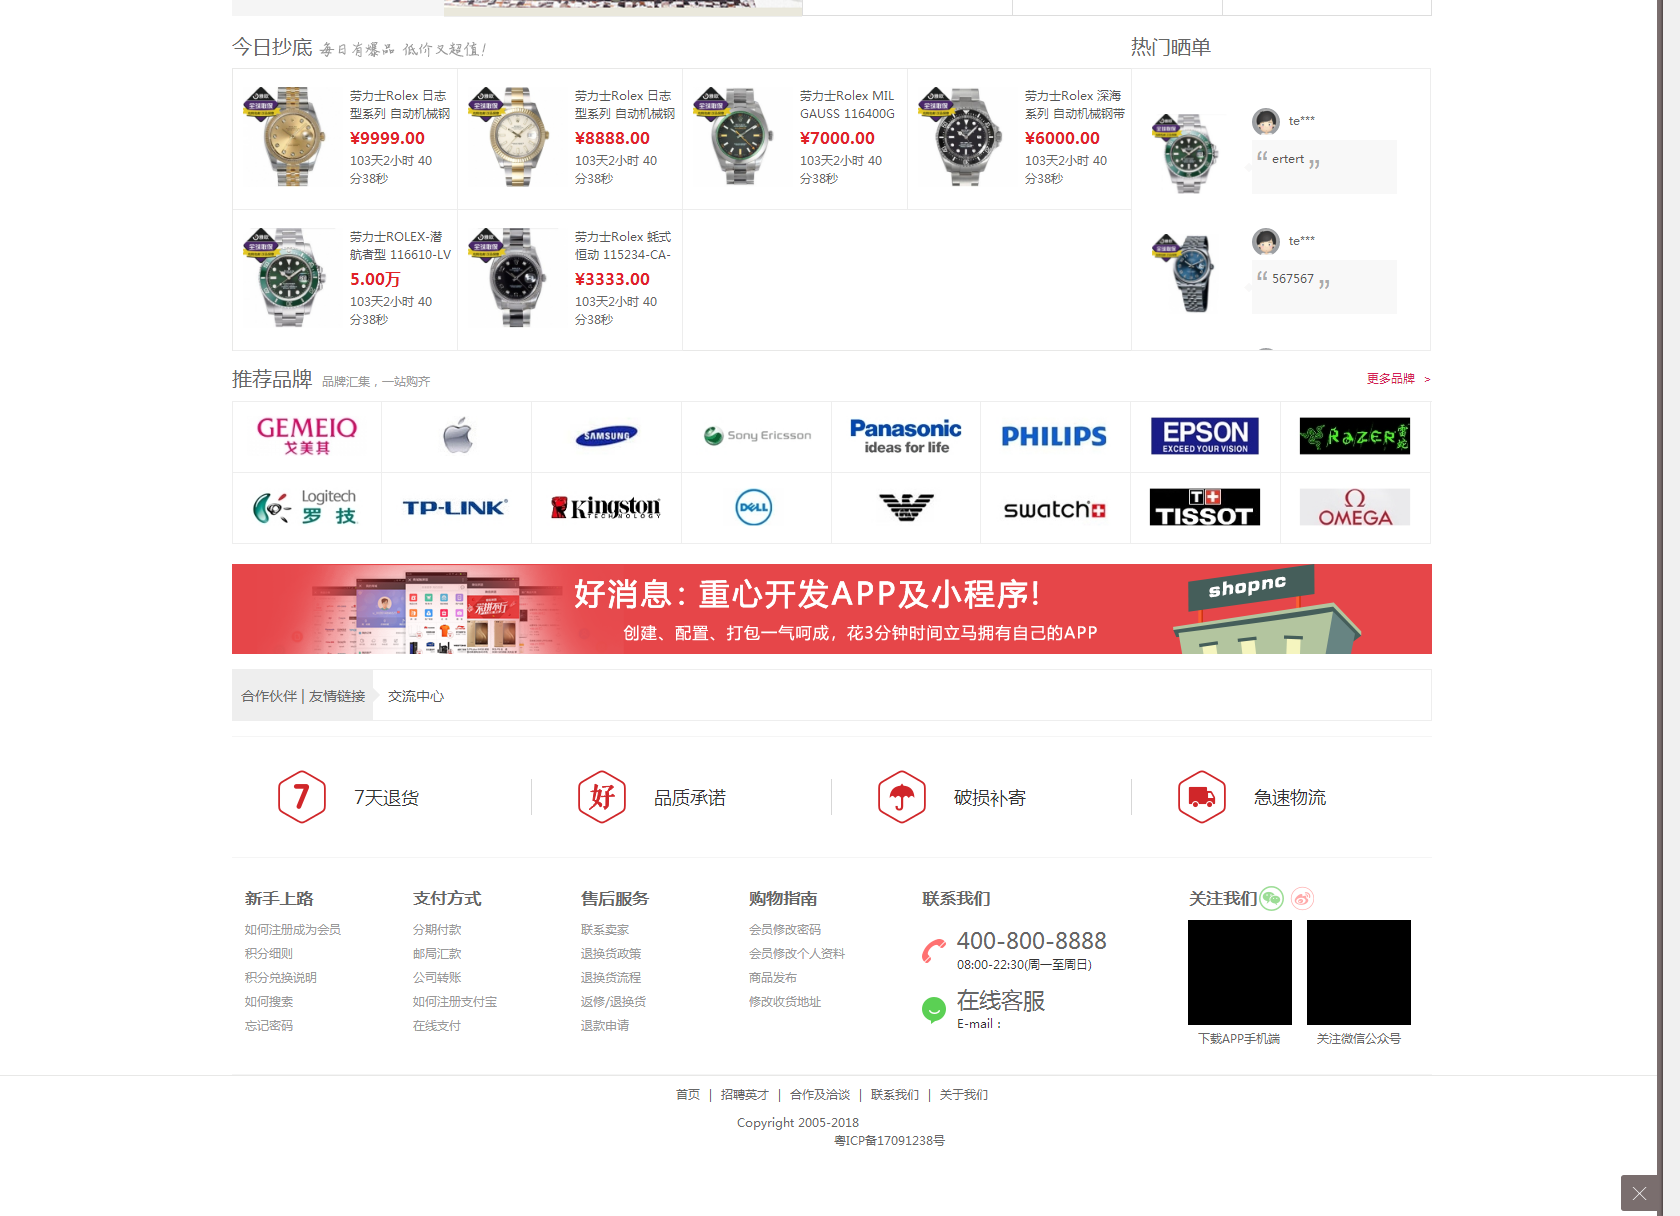 今日抄底 每日有爆品 低价又超值!
热门晒单
劳力士Rolex 日志
型系列 自动机械钢
¥9999.00
103天2小时 40
分38秒
劳力士Rolex 日志
型系列 自动机械钢
¥8888.00
103天2小时 40
分38秒
劳力士Rolex MIL
GAUSS 116400G
¥7000.00
103天2小时 40
分38秒
劳力士Rolex 深海
系列 自动机械钢带
¥6000.00
103天2小时 40
分38秒
劳力士ROLEX-潜
航者型 116610-LV
5.00万
103天2小时 40
分38秒
劳力士Rolex 蚝式
恒动 115234-CA-
¥3333.00
103天2小时 40
分38秒
te***
“ ertert ”
te***
“ 567567 ”
推荐品牌 品牌汇集，一站购齐
更多品牌 >
GEMEIQ
戈美其
SAMSUNG
Sony Ericsson
Panasonic
ideas for life
PHILIPS
EPSON
EXCEED YOUR VISION
RAZER 雷蛇
Logitech
罗技
TP-LINK
Kingston
TECHNOLOGY
DELL
swatch
TISSOT
Ω
OMEGA
好消息：重心开发APP及小程序！
创建、配置、打包一气呵成，花3分钟时间立马拥有自己的APP
shopnc
合作伙伴 | 友情链接
交流中心
7 7天退货
好 品质承诺
破损补寄
急速物流
新手上路
如何注册成为会员
积分细则
积分兑换说明
如何搜索
忘记密码
支付方式
分期付款
邮局汇款
公司转账
如何注册支付宝
在线支付
售后服务
联系卖家
退换货政策
退换货流程
返修/退换货
退款申请
购物指南
会员修改密码
会员修改个人资料
商品发布
修改收货地址
联系我们
400-800-8888
08:00-22:30(周一至周日)
在线客服
E-mail：
关注我们
下载APP手机端
关注微信公众号
首页 | 招聘英才 | 合作及洽谈 | 联系我们 | 关于我们
Copyright 2005-2018
粤ICP备17091238号